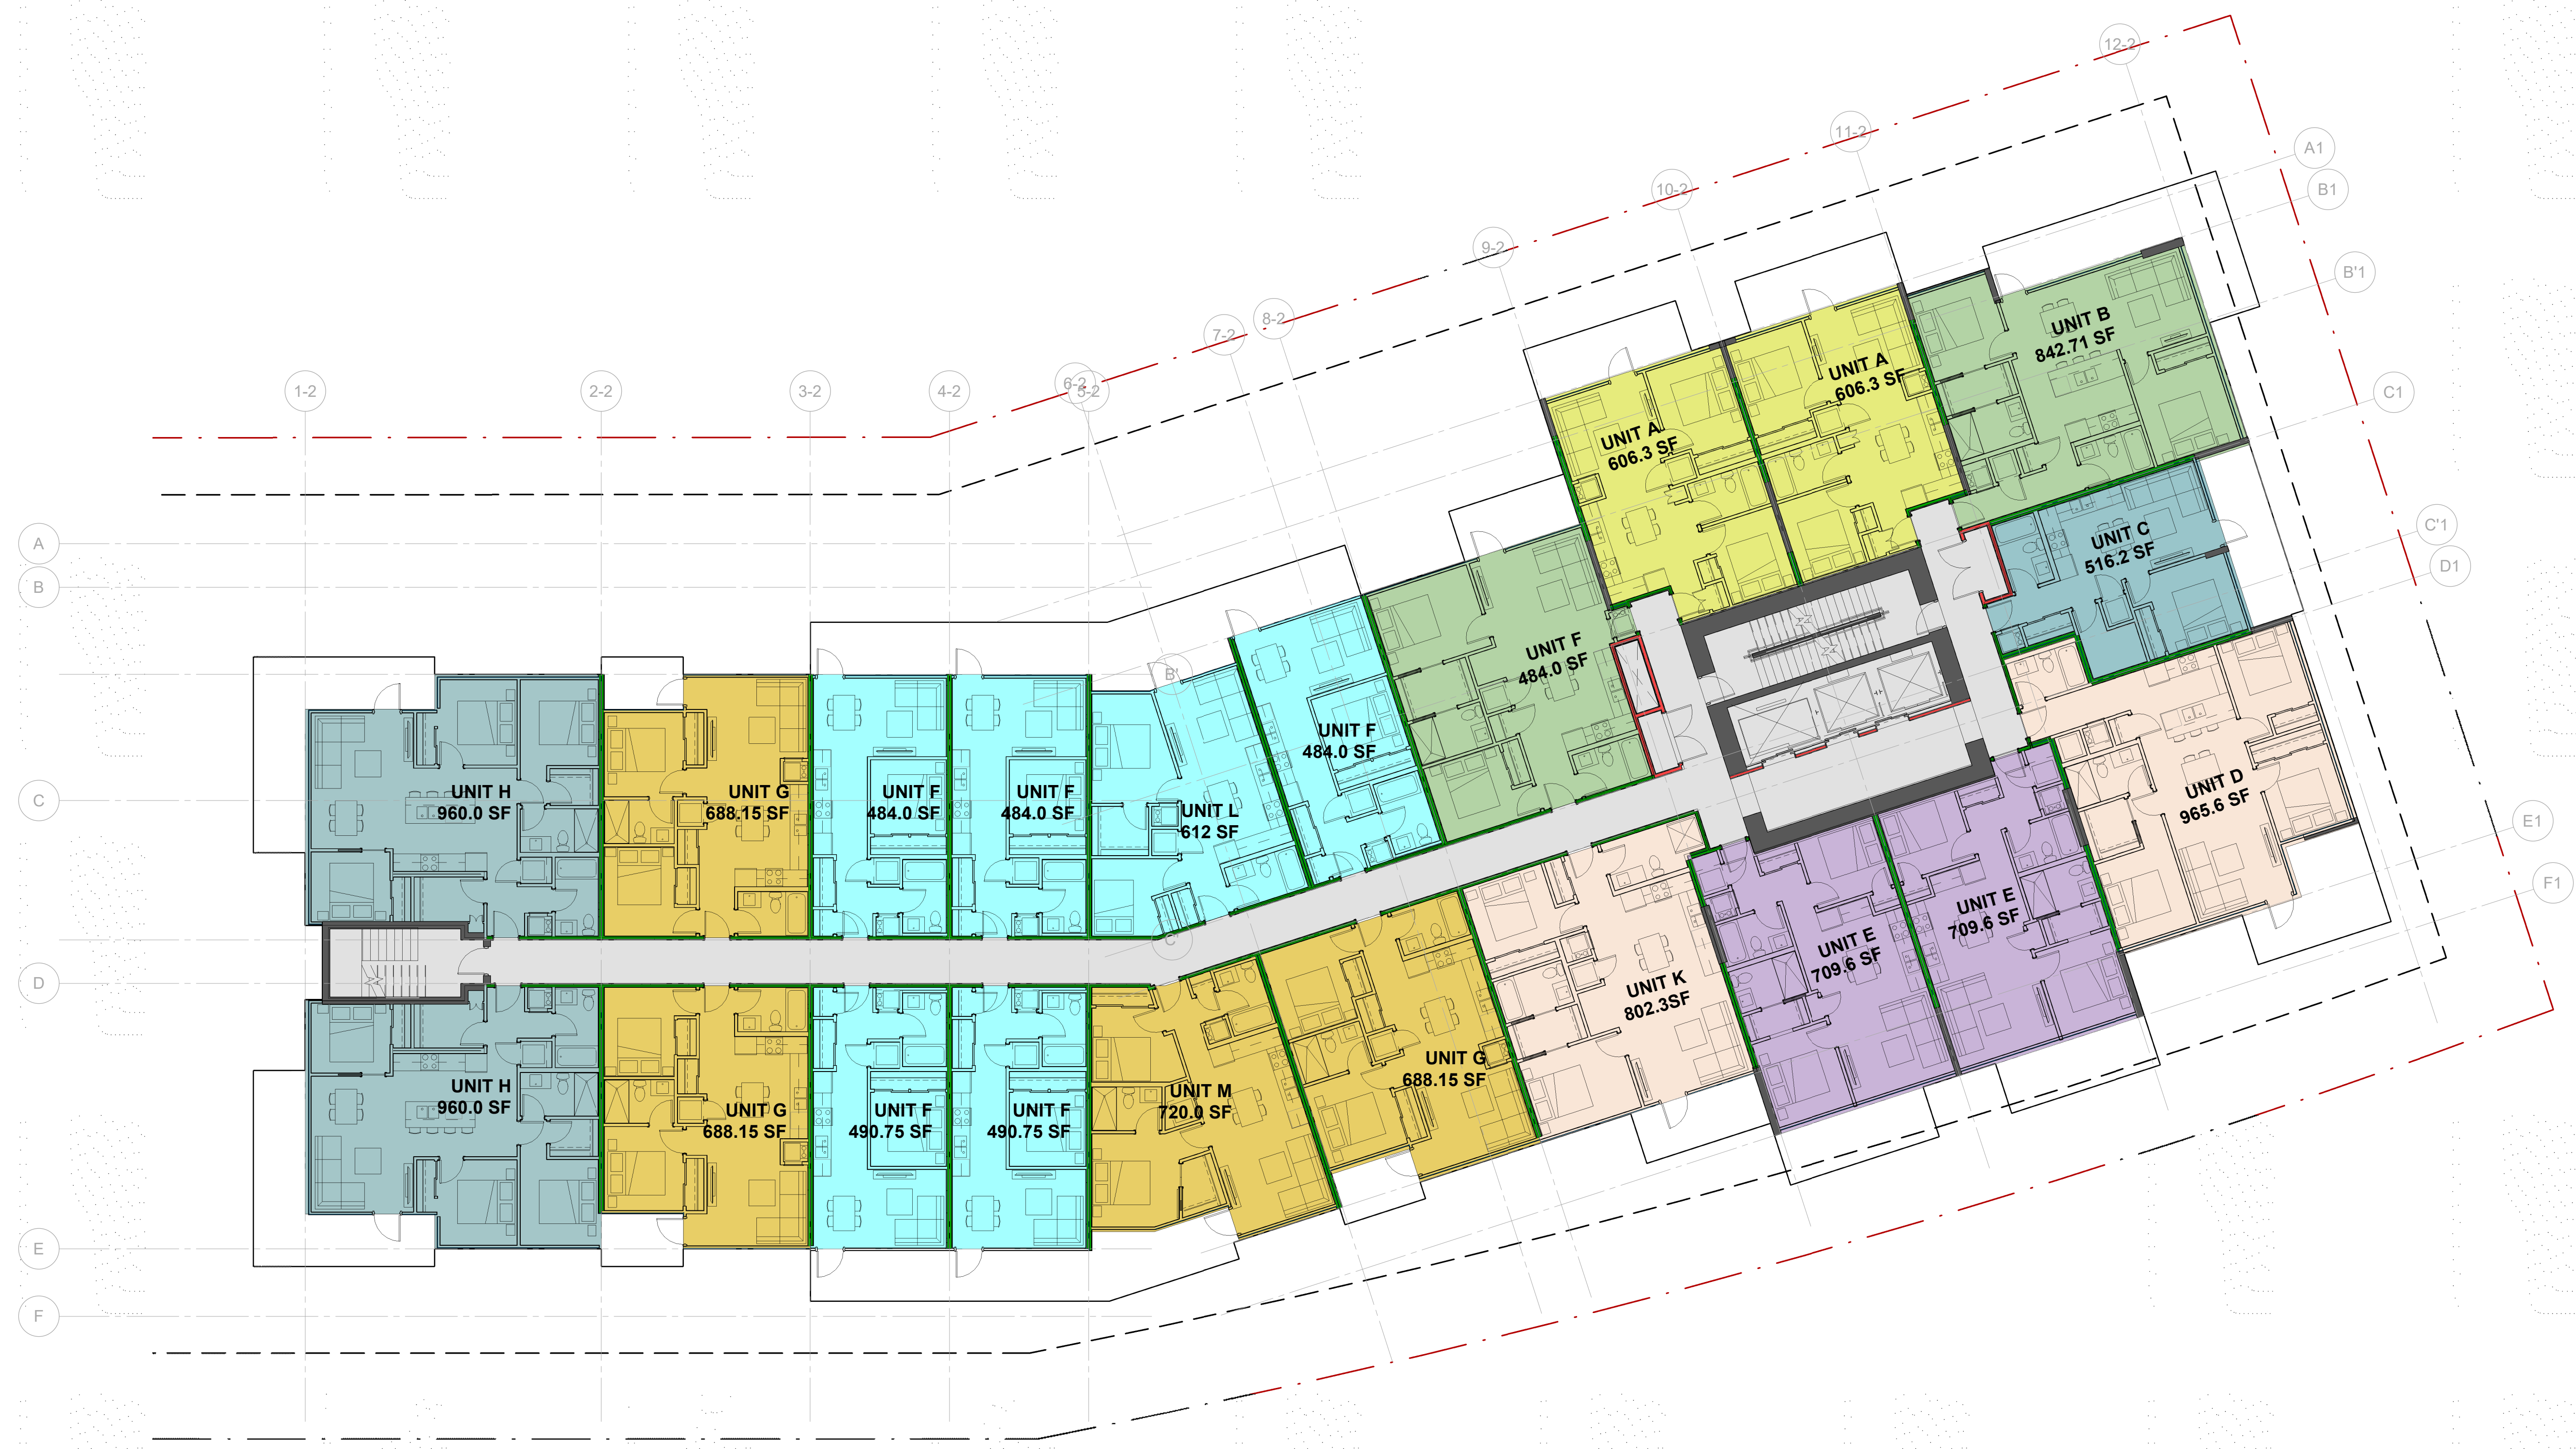 12-2
11-2
A1
B1
10-2
9-2
B'1
8-2
7-2
6-2
5-2
1-2
2-2
3-2
4-2
C1
UNIT B
842.71 SF
UNIT A
606.3 SF
UNIT A
606.3 SF
C'1
D1
UNIT C
516.2 SF
A
B
UNIT F
484.0 SF
B'
UNIT F
484.0 SF
UNIT D
965.6 SF
C
UNIT H
960.0 SF
UNIT G
688.15 SF
UNIT F
484.0 SF
UNIT F
484.0 SF
UNIT L
612 SF
E1
F1
UNIT E
709.6 SF
UNIT E
709.6 SF
C'
D
UNIT K
802.3SF
UNIT H
960.0 SF
UNIT G
688.15 SF
UNIT F
490.75 SF
UNIT F
490.75 SF
UNIT M
720.0 SF
UNIT G
688.15 SF
E
F